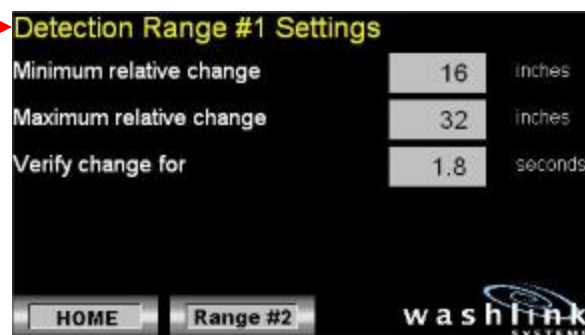 Detection Range #1 Settings
Minimum relative change 16 inches
Maximum relative change 32 inches
Verify change for 1.8 seconds
HOME Range #2 washlink
SYSTEMS